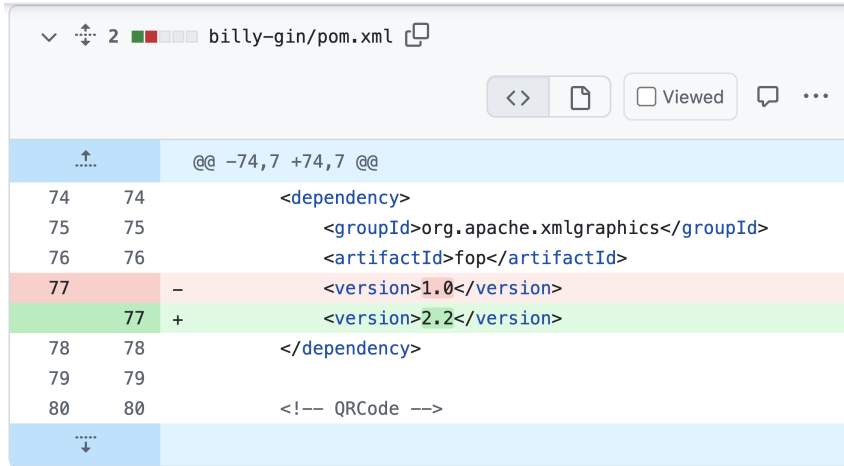 2 billy-gin/pom.xml
<> Viewed ...
@@ -74,7 +74,7 @@
74 74 <dependency>
75 75 <groupId>org.apache.xmlgraphics</groupId>
76 76 <artifactId>fop</artifactId>
77 - <version>1.0</version>
77 + <version>2.2</version>
78 78 </dependency>
79 79
80 80 <!-- QRCode -->